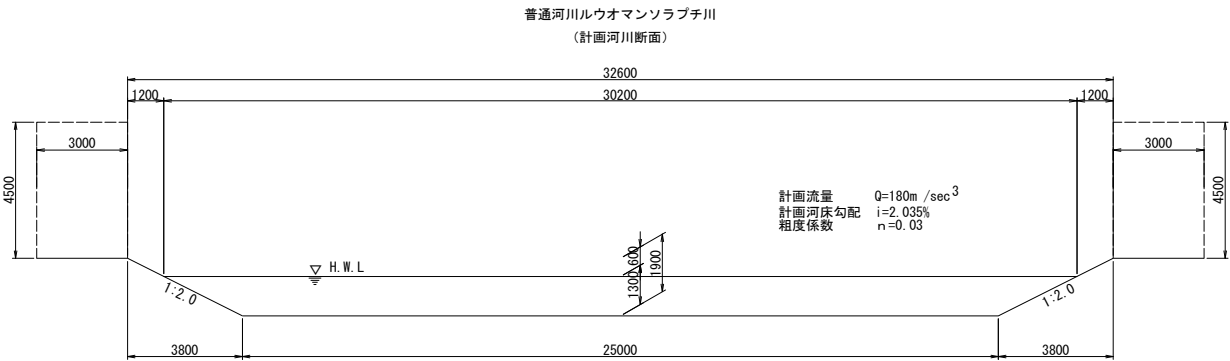 普通河川ルウオマンソラプチ川
（計画河川断面）
32600
1200
30200
1200
3000
3000
4500
4500
計画流量 Q=180m /sec3
計画河床勾配 i=2.035%
粗度係数 n=0.03
H.W.L
600
1300
1900
1:2.0
1:2.0
3800
25000
3800